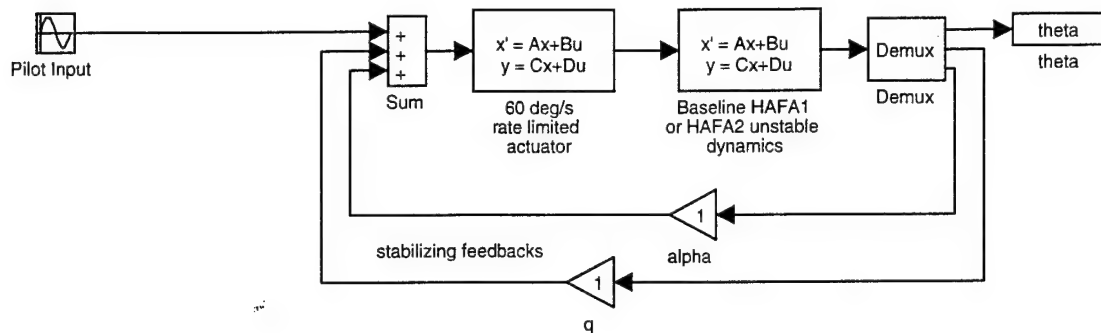 Pilot Input
+
+
+
Sum
x' = Ax+Bu
y = Cx+Du
60 deg/s
rate limited
actuator
x' = Ax+Bu
y = Cx+Du
Baseline HAFA1
or HAFA2 unstable
dynamics
Demux
Demux
theta
theta
1
alpha
stabilizing feedbacks
1
q